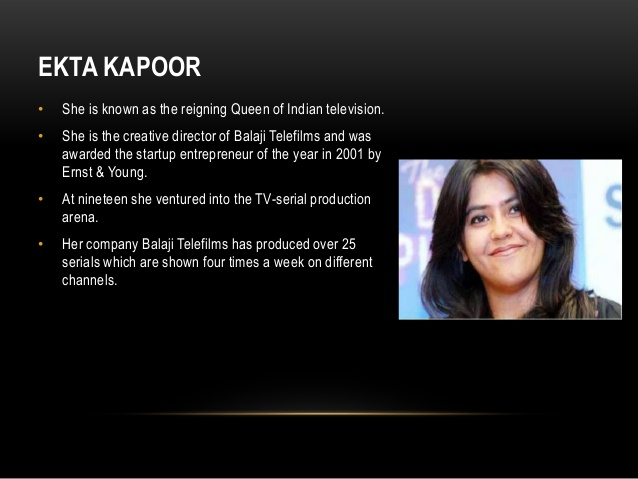 EKTA KAPOOR
• She is known as the reigning Queen of Indian television.
• She is the creative director of Balaji Telefilms and was
awarded the startup entrepreneur of the year in 2001 by
Ernst & Young.
• At nineteen she ventured into the TV-serial production
arena.
• Her company Balaji Telefilms has produced over 25
serials which are shown four times a week on different
channels.